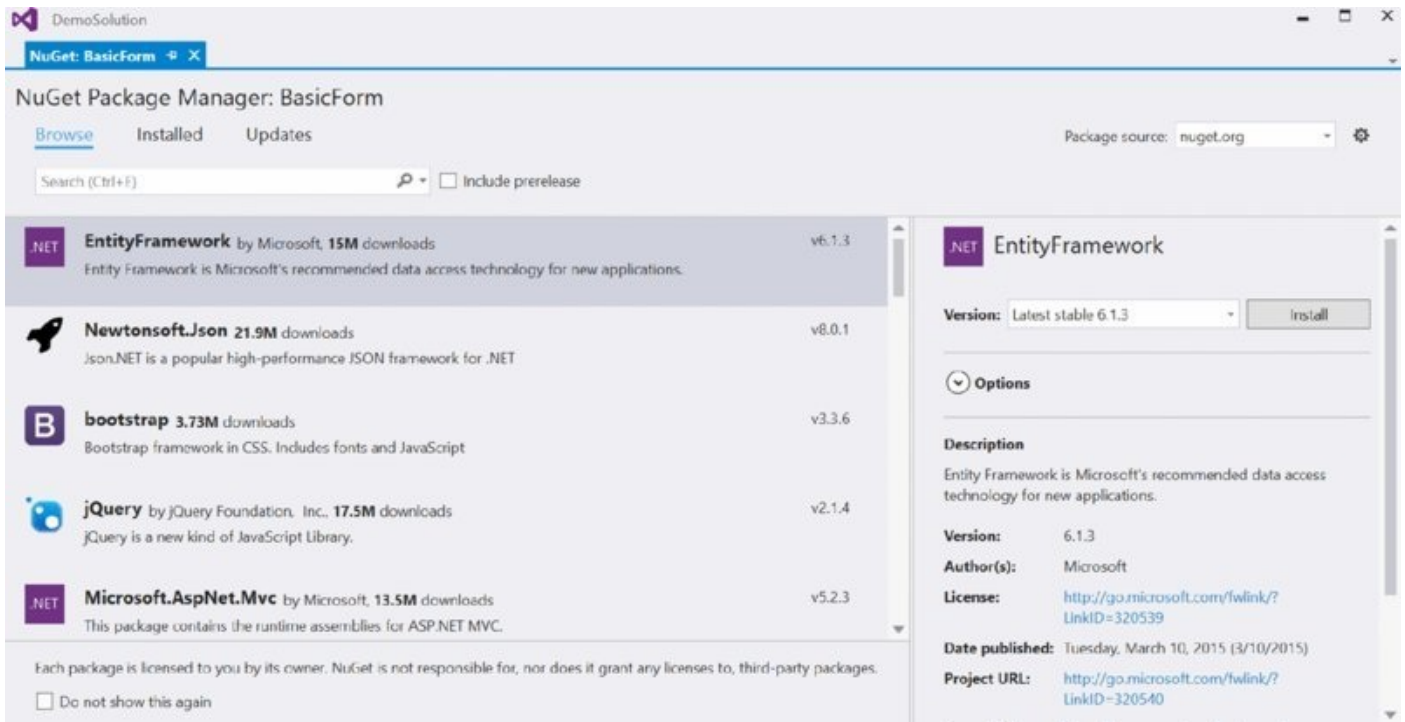 DemoSolution
NuGet: BasicForm
NuGet Package Manager: BasicForm
Browse Installed Updates
Package source: nuget.org
Search (Ctrl+E)
Include prerelease
.NET
EntityFramework by Microsoft, 15M downloads
v6.1.3
Entity Framework is Microsoft's recommended data access technology for new applications.
Newtonsoft.Json 21.9M downloads
v8.0.1
Json.NET is a popular high-performance JSON framework for .NET
B
bootstrap 3.73M downloads
v3.3.6
Bootstrap framework in CSS. Includes fonts and JavaScript
jQuery by jQuery Foundation, Inc., 17.5M downloads
v2.1.4
jQuery is a new kind of JavaScript Library.
.NET
Microsoft.AspNet.Mvc by Microsoft, 13.5M downloads
v5.2.3
This package contains the runtime assemblies for ASP.NET MVC.
Each package is licensed to you by its owner. NuGet is not responsible for, nor does it grant any licenses to, third-party packages.
Do not show this again
.NET
EntityFramework
Version: Latest stable 6.1.3
Install
Options
Description
Entity Framework is Microsoft's recommended data access
technology for new applications.
Version: 6.1.3
Author(s): Microsoft
License: http://go.microsoft.com/fwlink/?
LinkID=320539
Date published: Tuesday, March 10, 2015 (3/10/2015)
Project URL: http://go.microsoft.com/fwlink/?
LinkID=320540